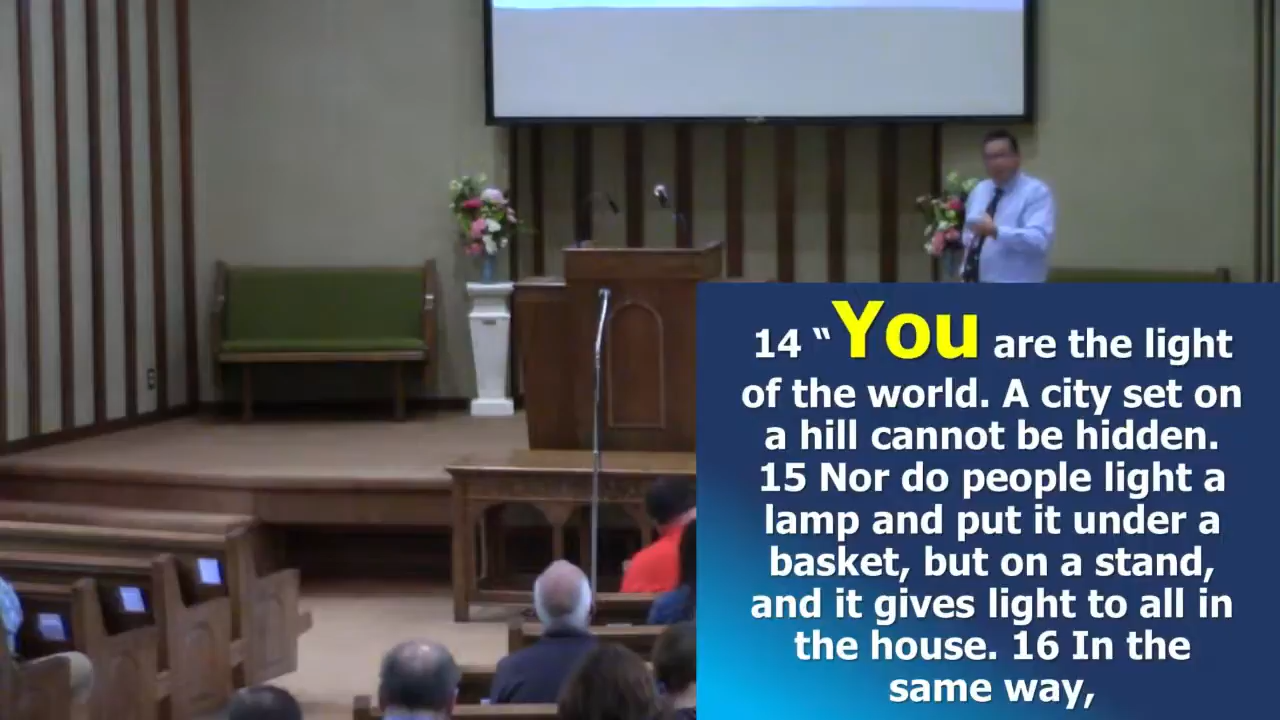 14 “You are the light
of the world. A city set on
a hill cannot be hidden.
15 Nor do people light a
lamp and put it under a
basket, but on a stand,
and it gives light to all in
the house. 16 In the
same way,